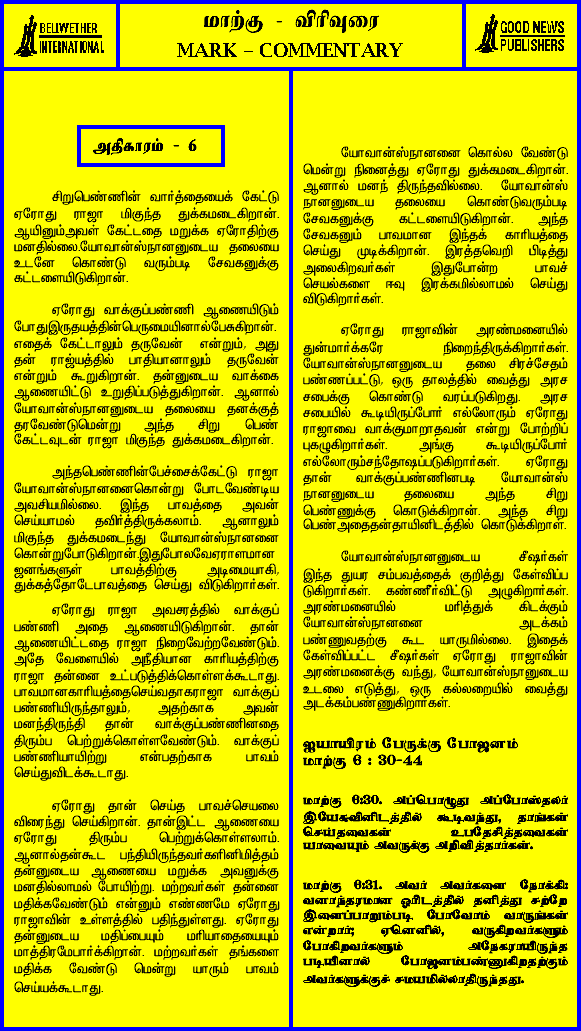 BELWETHER
INTERNATIONAL
மாற்கு - விரிவுரை
MARK – COMMENTARY
GOOD NEWS
PUBLISHERS
அதிகாரம் - 6
சிறுபெண்ணின் வார்த்தையைக் கேட்டு
ஏரோது ராஜா மிகுந்த துக்கமடைகிறான்.
ஆயினும்அவள் கேட்டதை மறுக்க ஏரோதிற்கு
மனதில்லை.யோவான்ஸ்நானனுடைய தலையை
உடனே கொண்டு வரும்படி சேவகனுக்கு
கட்டளையிடுகிறான்.
ஏரோது வாக்குப்பண்ணி ஆணையிடும்
போதுஇருதயத்தின்பெருமையினால்பேசுகிறான்.
எதைக் கேட்டாலும் தருவேன் என்றும், அது
தன் ராஜ்யத்தில் பாதியானாலும் தருவேன்
என்றும் கூறுகிறான். தன்னுடைய வாக்கை
ஆணையிட்டு உறுதிப்படுத்துகிறான். ஆனால்
யோவான்ஸ்நானனுடைய தலையை தனக்குத்
தரவேண்டுமென்று அந்த சிறு பெண்
கேட்டவுடன் ராஜா மிகுந்த துக்கமடைகிறான்.
அந்தபெண்ணின்பேச்சைக்கேட்டு ராஜா
யோவான்ஸ்நானனைகொன்று போடவேண்டிய
அவசியமில்லை. இந்த பாவத்தை அவன்
செய்யாமல் தவிர்த்திருக்கலாம். ஆனாலும்
மிகுந்த துக்கமடைந்து யோவான்ஸ்நானனை
கொன்றுபோடுகிறான்.இதுபோலவேஏராளமான
ஜனங்களுள் பாவத்திற்கு அடிமையாகி,
துக்கத்தோடேபாவத்தை செய்து விடுகிறார்கள்.
ஏரோது ராஜா அவசரத்தில் வாக்குப்
பண்ணி அதை ஆணையிடுகிறான். தான்
ஆணையிட்டதை ராஜா நிறைவேற்றவேண்டும்.
அதே வேளையில் அநீதியான காரியத்திற்கு
ராஜா தன்னை உட்படுத்திக்கொள்ளக்கூடாது.
பாவமானகாரியத்தைசெய்வதாகராஜா வாக்குப்
பண்ணியிருந்தாலும், அதற்காக அவன்
மனந்திருந்தி தான் வாக்குப்பண்ணினதை
திரும்ப பெற்றுக்கொள்ளவேண்டும். வாக்குப்
பண்ணியாயிற்று என்பதற்காக பாவம்
செய்துவிடக்கூடாது.
ஏரோது தான் செய்த பாவச்செயலை
விரைந்து செய்கிறான். தான்இட்ட ஆணையை
ஏரோது திரும்ப பெற்றுக்கொள்ளலாம்.
ஆனால்தன்கூட பந்தியிருந்தவர்களினிமித்தம்
தன்னுடைய ஆணையை மறுக்க அவனுக்கு
மனதில்லாமல் போயிற்று. மற்றவர்கள் தன்னை
மதிக்கவேண்டும் என்னும் எண்ணமே ஏரோது
ராஜாவின் உள்ளத்தில் பதிந்துள்ளது. ஏரோது
தன்னுடைய மதிப்பையும் மரியாதையையும்
மாத்திரமேபார்க்கிறான். மற்றவர்கள் தங்களை
மதிக்க வேண்டு மென்று யாரும் பாவம்
செய்யக்கூடாது.
யோவான்ஸ்நானனை கொல்ல வேண்டு
மென்று நினைத்து ஏரோது துக்கமடைகிறான்.
ஆனால் மனந் திருந்தவில்லை. யோவான்ஸ்
நானனுடைய தலையை கொண்டுவரும்படி
சேவகனுக்கு கட்டளையிடுகிறான். அந்த
சேவகனும் பாவமான இந்தக் காரியத்தை
செய்து முடிக்கிறான். இரத்தவெறி பிடித்து
அலைகிறவர்கள் இதுபோன்ற பாவச்
செயல்களை ஈவு இரக்கமில்லாமல் செய்து
விடுகிறார்கள்.
ஏரோது ராஜாவின் அரண்மனையில்
துன்மார்க்கரே நிறைந்திருக்கிறார்கள்.
யோவான்ஸ்நானனுடைய தலை சிரச்சேதம்
பண்ணப்பட்டு, ஒரு தாலத்தில் வைத்து அரச
சபைக்கு கொண்டு வரப்படுகிறது. அரச
சபையில் கூடியிருப்போர் எல்லோரும் ஏரோது
ராஜாவை வாக்குமாறாதவன் என்று போற்றிப்
புகழுகிறார்கள். அங்கு கூடியிருப்போர்
எல்லோரும்சந்தோஷப்படுகிறார்கள். ஏரோது
தான் வாக்குப்பண்ணினபடி யோவான்ஸ்
நானனுடைய தலையை அந்த சிறு
பெண்ணுக்கு கொடுக்கிறான். அந்த சிறு
பெண்அதைதன்தாயினிடத்தில் கொடுக்கிறாள்.
யோவான்ஸ்நானனுடைய சீஷர்கள்
இந்த துயர சம்பவத்தைக் குறித்து கேள்விப்ப
டுகிறார்கள். கண்ணீர்விட்டு அழுகிறார்கள்.
அரண்மனையில் மரித்துக் கிடக்கும்
யோவான்ஸ்நானனை அடக்கம்
பண்ணுவதற்கு கூட யாருமில்லை. இதைக்
கேள்விப்பட்ட சீஷர்கள் ஏரோது ராஜாவின்
அரண்மனைக்கு வந்து, யோவான்ஸ்நானனுடைய
உடலை எடுத்து, ஒரு கல்லறையில் வைத்து
அடக்கம்பண்ணுகிறார்கள்.
ஐயாயிரம் பேருக்கு போஜனம்
மாற்கு 6 : 30-44
மாற்கு 6:30. அப்பொழுது அப்போஸ்தலர்
இயேசுவினிடத்தில் கூடிவந்து, தாங்கள்
செய்தவைகள் உபதேசித்தவைகள்
யாவையும் அவருக்கு அறிவித்தார்கள்.
மாற்கு 6:31. அவர் அவர்களை நோக்கி:
வனாந்தரமான ஓரிடத்தில் தனித்து சற்றே
இளைப்பாறும்படி போவோம் வாருங்கள்
என்றார்; ஏனெனில், வருகிறவர்களும்
போகிறவர்களும் அநேகராயிருந்த
படியினால் போஜனம்பண்ணுகிறதற்கும்
அவர்களுக்குச் சமயமில்லாதிருந்தது.